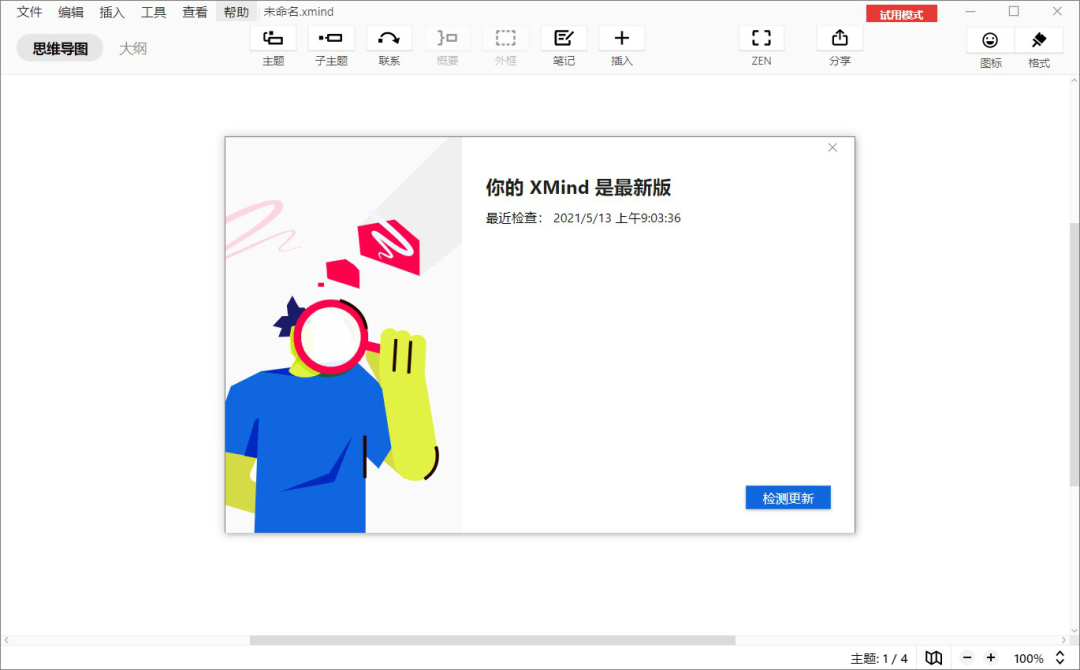 文件 编辑 插入 工具 查看 帮助 未命名.xmind 试用模式
思维导图 大纲
主题 子主题 联系 概要 外框 笔记 插入 ZEN 分享 图标 格式
你的 XMind 是最新版
最近检查： 2021/5/13 上午9:03:36
检测更新
主题: 1 / 4 100%